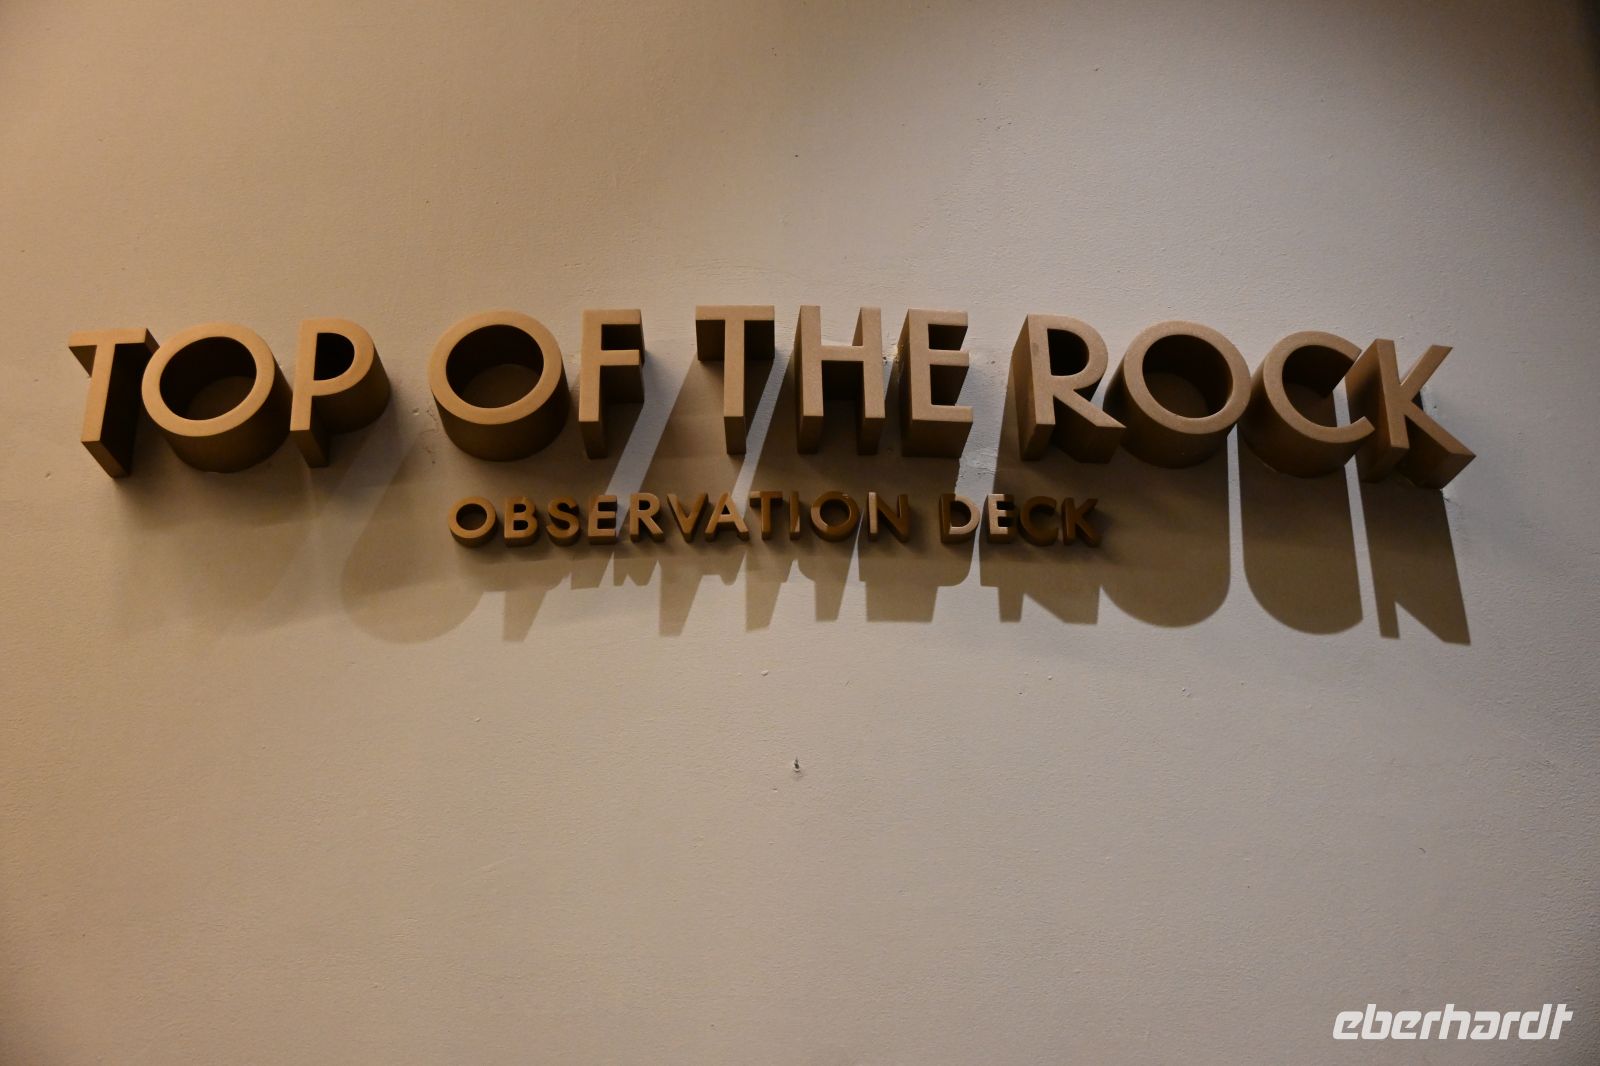 TOP OF THE ROCK
OBSERVATION DECK
eberhardt